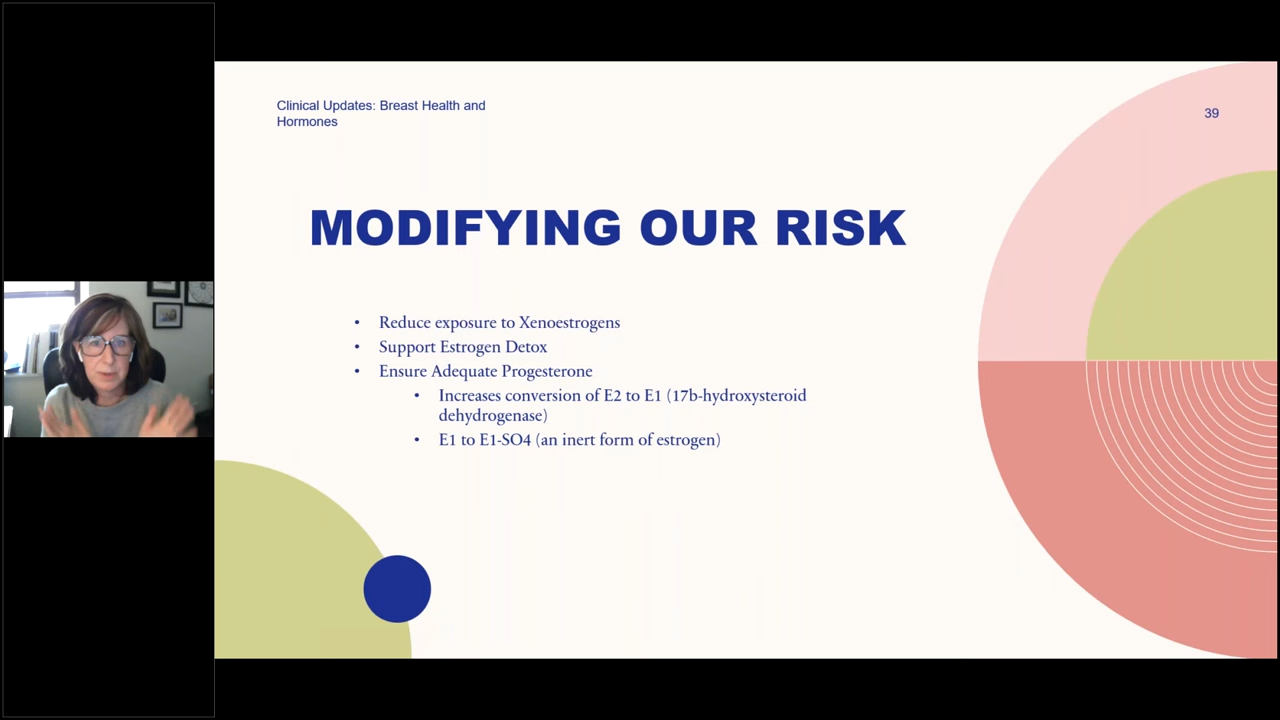 Clinical Updates: Breast Health and
Hormones
39
MODIFYING OUR RISK
• Reduce exposure to Xenoestrogens
• Support Estrogen Detox
• Ensure Adequate Progesterone
• Increases conversion of E2 to E1 (17b-hydroxysteroid
dehydrogenase)
• E1 to E1-SO4 (an inert form of estrogen)